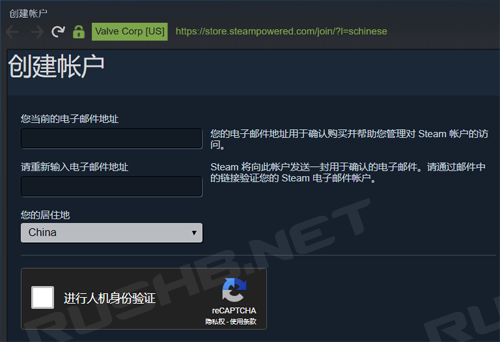 创建帐户
Valve Corp [US]
https://store.steampowered.com/join/?l=schinese
创建帐户
您当前的电子邮件地址
您的电子邮件地址用于确认购买并帮助您管理对 Steam 帐户的访
问。
请重新输入电子邮件地址
Steam 将向此帐户发送一封用于确认的电子邮件。请通过邮件中
的链接验证您的 Steam 电子邮件帐户。
您的居住地
China
进行人机身份验证
reCAPTCHA
隐私权 - 使用条款
RUSHB.NET
RUSHB.NET